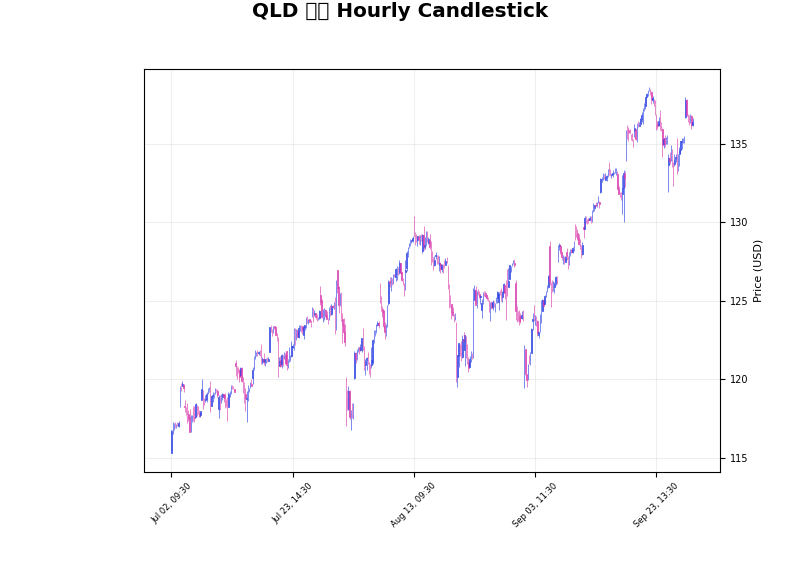 QLD Hourly Candlestick
135
130
125
120
115
Price (USD)
Jul 02, 09:30
Jul 23, 14:30
Aug 13, 09:30
Sep 03, 11:30
Sep 23, 13:30